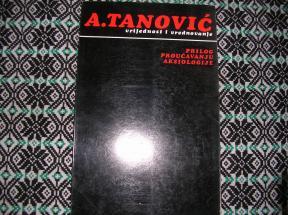 A.TANOVIĆ
vrijednost i vrednovanje
PRILOG
PROUČAVANJU
AKSIOLOGIJE